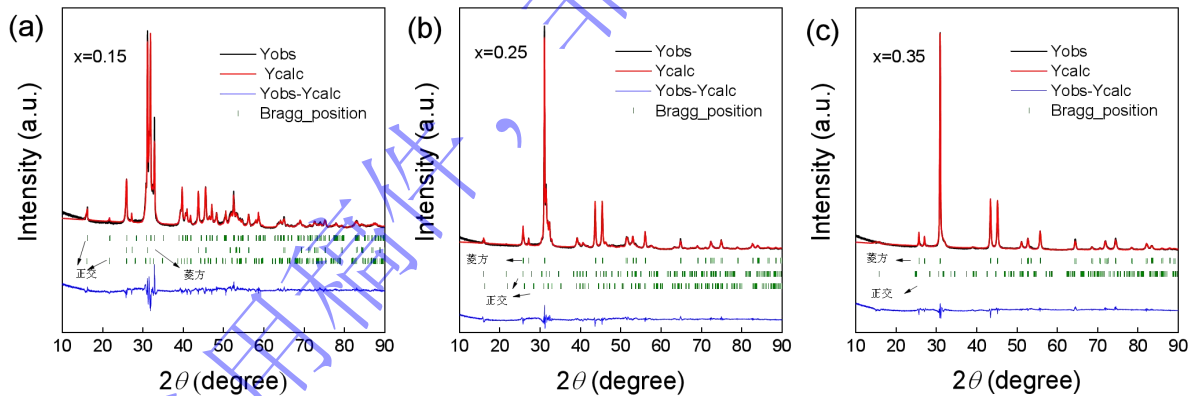 (a)
x=0.15
Yobs
Ycalc
Yobs-Ycalc
Bragg_position
Intensity (a.u.)
正交
菱方
10 20 30 40 50 60 70 80 90
2θ (degree)
(b)
x=0.25
Yobs
Ycalc
Yobs-Ycalc
Bragg_position
Intensity (a.u.)
菱方
正交
10 20 30 40 50 60 70 80 90
2θ (degree)
(c)
x=0.35
Yobs
Ycalc
Yobs-Ycalc
Bragg_position
Intensity (a.u.)
菱方
正交
10 20 30 40 50 60 70 80 90
2θ (degree)
用稿件，